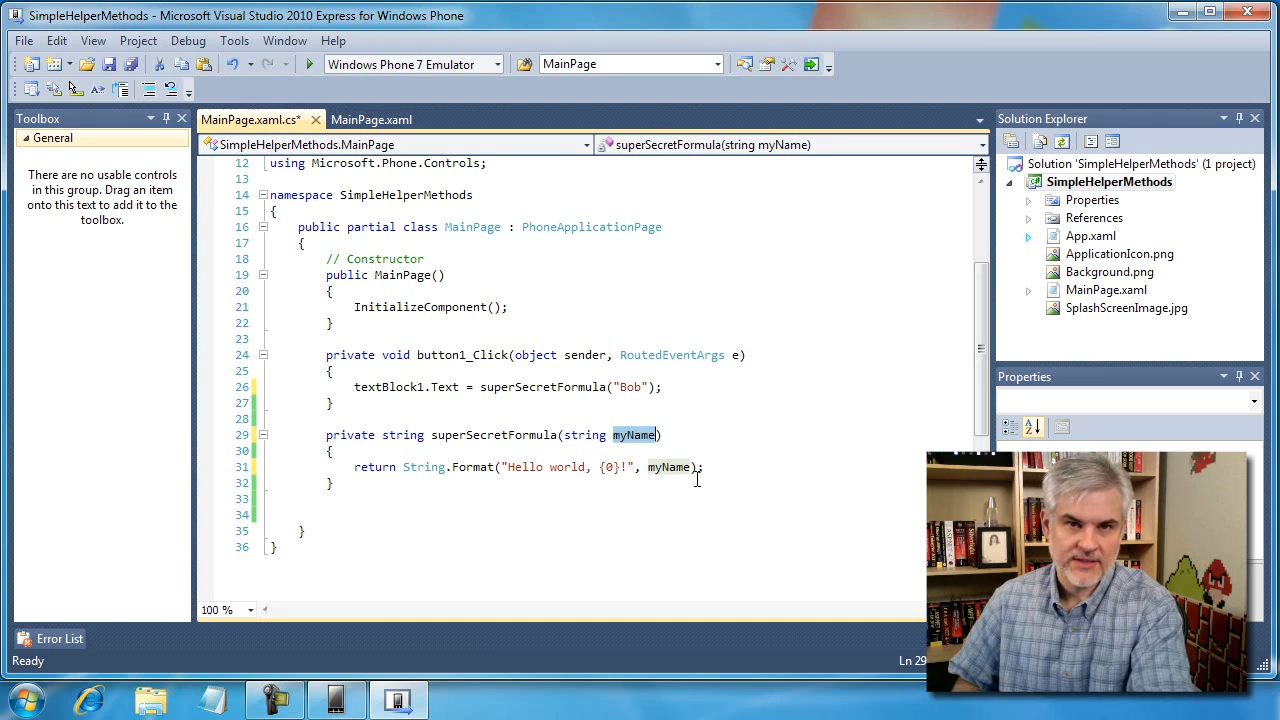 SimpleHelperMethods - Microsoft Visual Studio 2010 Express for Windows Phone
File Edit View Project Debug Tools Window Help
Windows Phone 7 Emulator MainPage
Toolbox
General
There are no usable controls
in this group. Drag an item
onto this text to add it to the
toolbox.
MainPage.xaml.cs* MainPage.xaml
SimpleHelperMethods.MainPage superSecretFormula(string myName)
12 using Microsoft.Phone.Controls;
13
14 namespace SimpleHelperMethods
15 {
16 public partial class MainPage : PhoneApplicationPage
17 {
18 // Constructor
19 public MainPage()
20 {
21 InitializeComponent();
22 }
23
24 private void button1_Click(object sender, RoutedEventArgs e)
25 {
26 textBlock1.Text = superSecretFormula("Bob");
27 }
28
29 private string superSecretFormula(string myName)
30 {
31 return String.Format("Hello world, {0}!", myName);
32 }
33
34
35 }
36 }
100 %
Solution Explorer
Solution 'SimpleHelperMethods' (1 project)
SimpleHelperMethods
Properties
References
App.xaml
ApplicationIcon.png
Background.png
MainPage.xaml
SplashScreenImage.jpg
Properties
Error List
Ready Ln 29